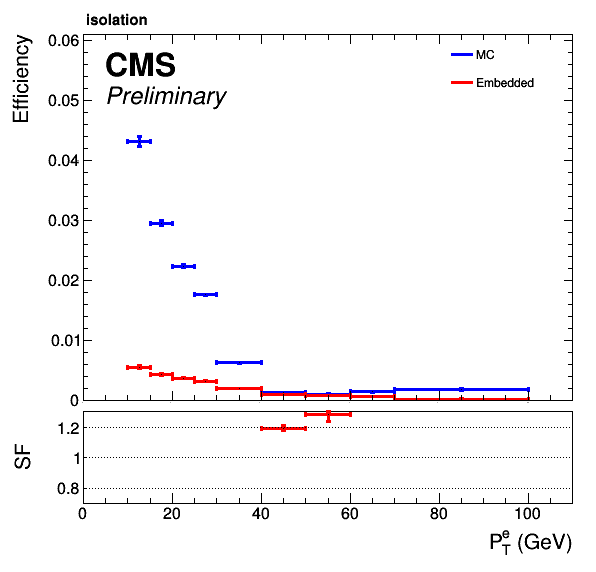 isolation
0.06
CMS
MC
Efficiency
Preliminary
Embedded
0.05
0.04
0.03
0.02
0.01
0
1.2
SF
1
0.8
0 20 40 60 80 100
P_T^e (GeV)